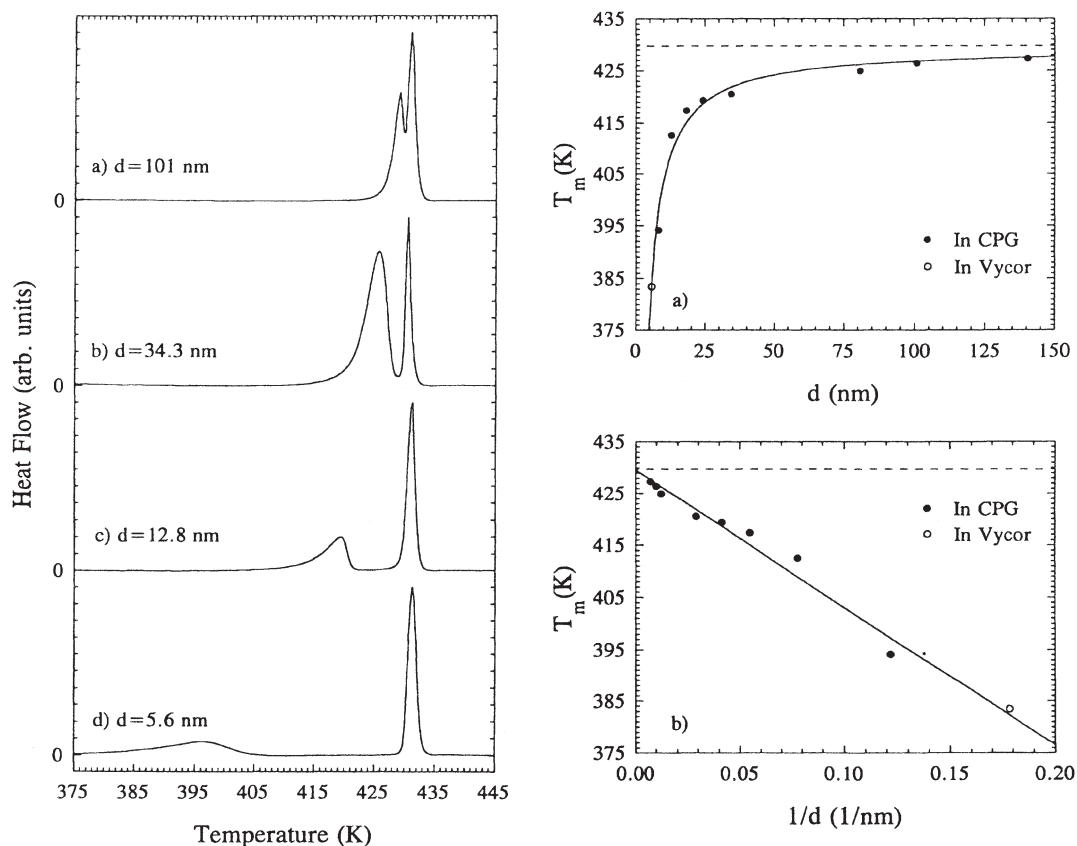 Heat Flow (arb. units)
a) d=101 nm
0
b) d=34.3 nm
0
c) d=12.8 nm
0
d) d=5.6 nm
0
375 385 395 405 415 425 435 445
Temperature (K)
T_m(K)
435
425
415
405
395
385
375
In CPG
In Vycor
a)
0 25 50 75 100 125 150
d (nm)
T_m(K)
435
425
415
405
395
385
375
In CPG
In Vycor
b)
0.00 0.05 0.10 0.15 0.20
1/d (1/nm)